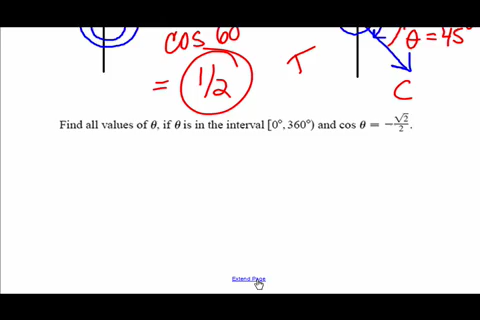 cos 60
θ = 45°
= 1/2
T
C
Find all values of θ, if θ is in the interval [0°, 360°) and cos θ = −√2/2.
Extend Page